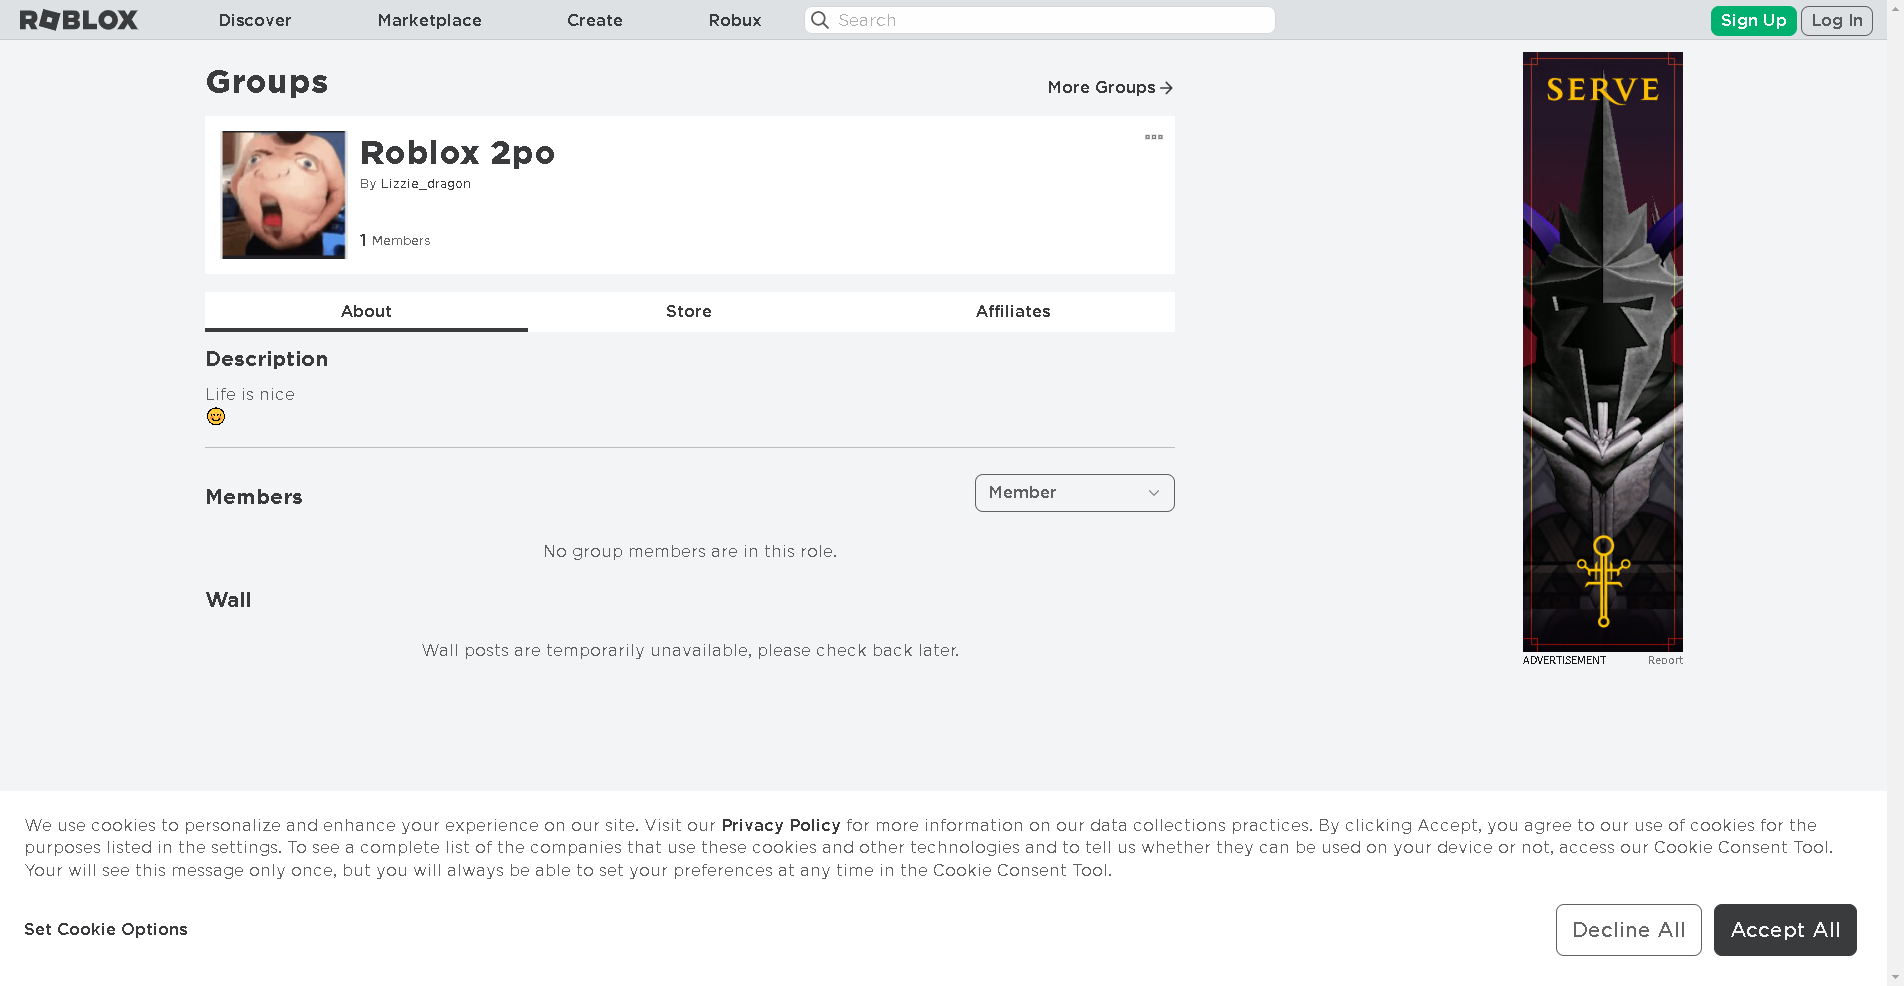 ROBLOX Discover Marketplace Create Robux Search Sign Up Log In
Groups
More Groups
Roblox 2po
By Lizzie_dragon
1 Members
About Store Affiliates
Description
Life is nice
Members
Member
No group members are in this role.
Wall
Wall posts are temporarily unavailable, please check back later.
SERVE
ADVERTISEMENT Report
We use cookies to personalize and enhance your experience on our site. Visit our Privacy Policy for more information on our data collections practices. By clicking Accept, you agree to our use of cookies for the
purposes listed in the settings. To see a complete list of the companies that use these cookies and other technologies and to tell us whether they can be used on your device or not, access our Cookie Consent Tool.
Your will see this message only once, but you will always be able to set your preferences at any time in the Cookie Consent Tool.
Set Cookie Options
Decline All Accept All